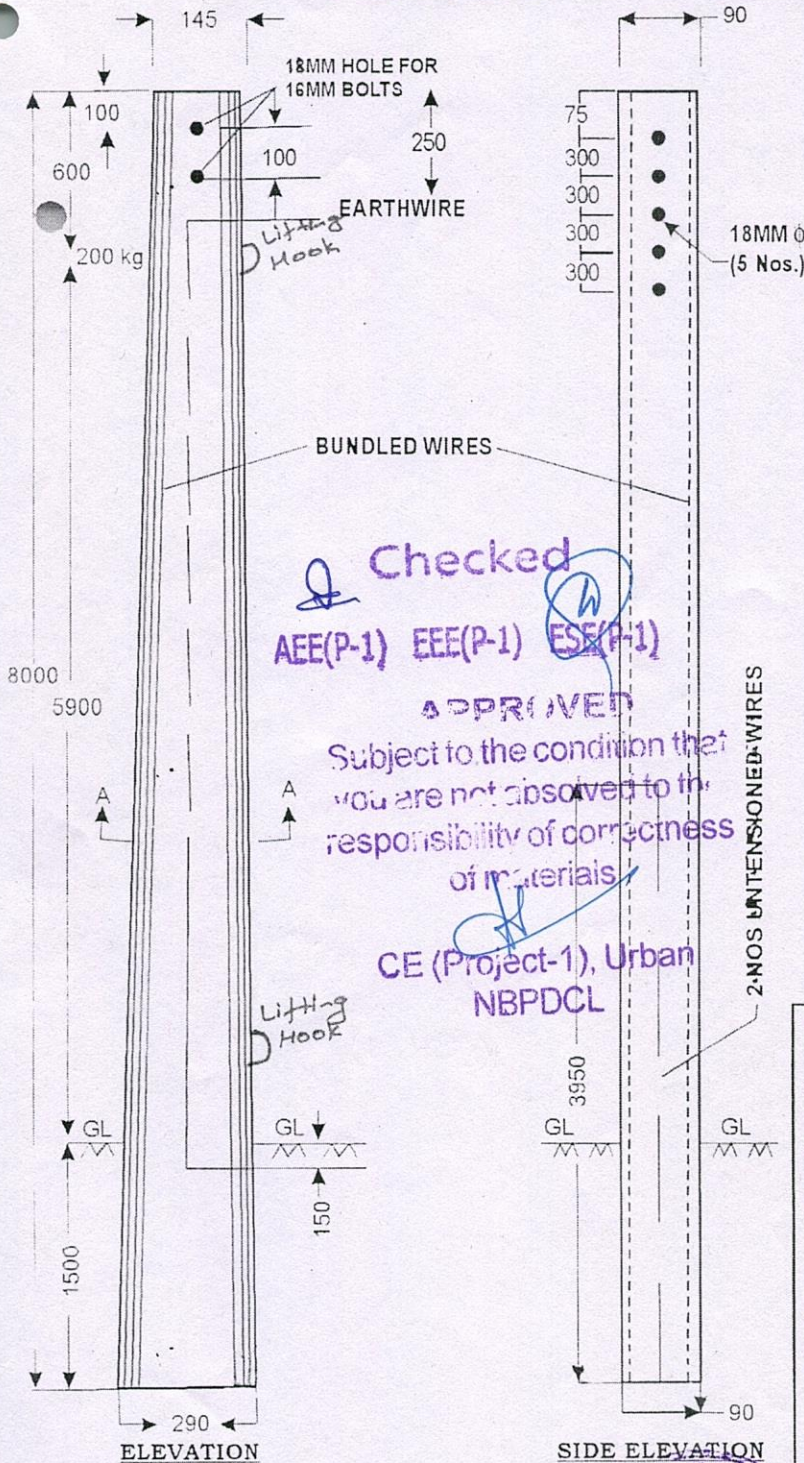 145
90
18MM HOLE FOR
16MM BOLTS
100
600
100
250
EARTHWIRE
Lifting
Hook
200 kg
75
300
300
300
300
18MM Φ
(5 Nos.)
BUNDLED WIRES
Checked
AEE(P-1) EEE(P-1) ESE(P-1)
APPROVED
Subject to the condition that
you are not absolved to the
responsibility of correctness
of materials
CE (Project-1), Urban
NBPDCL
8000
5900
A
A
2-NOS UNTENSIONED WIRES
Lifting
Hook
3950
GL
GL
GL
GL
150
1500
290
90
ELEVATION
SIDE ELEVATION